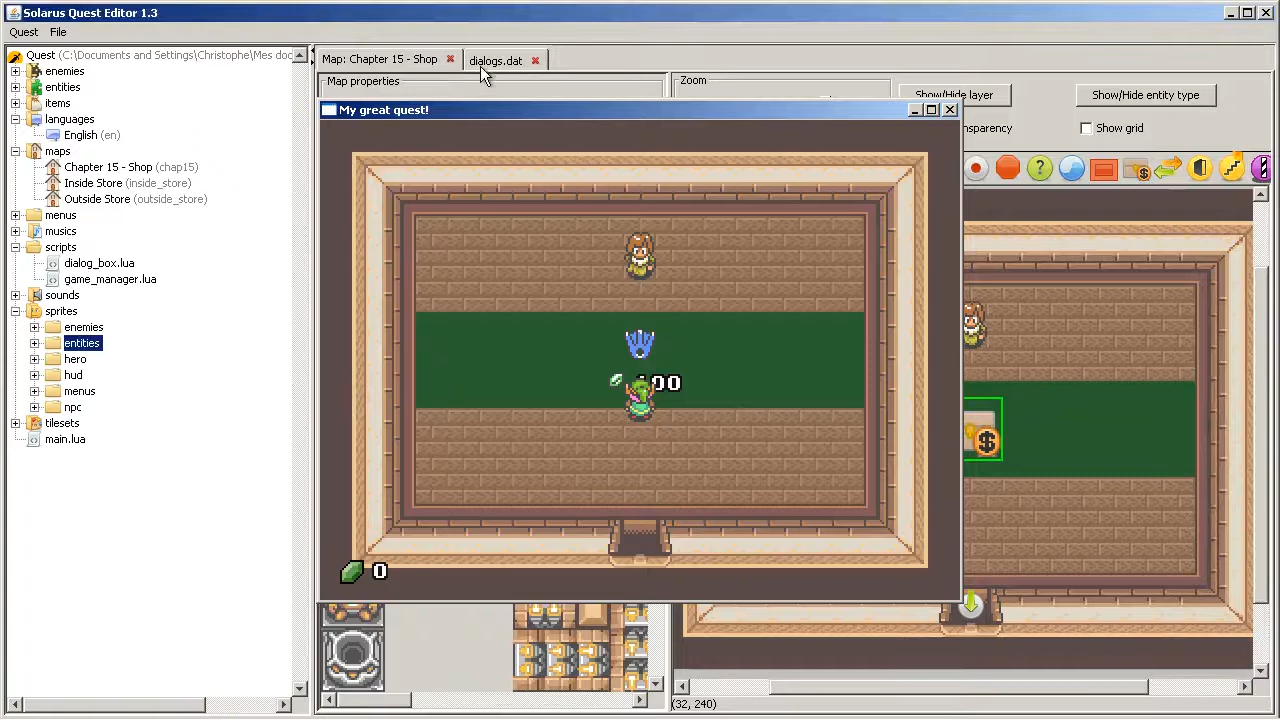 Solarus Quest Editor 1.3
Quest File
Quest (C:\Documents and Settings\Christophe\Mes doc
enemies
entities
items
languages
English (en)
maps
Chapter 15 - Shop (chap15)
Inside Store (inside_store)
Outside Store (outside_store)
menus
musics
scripts
dialog_box.lua
game_manager.lua
sounds
sprites
enemies
entities
hero
hud
menus
npc
tilesets
main.lua
Map: Chapter 15 - Shop
dialogs.dat
Map properties
Zoom
Show/Hide layer
Show/Hide entity type
Show grid
My great quest!
0
(32, 240)